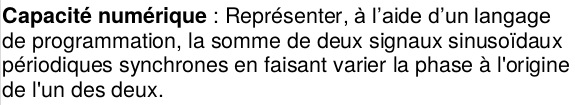 Capacité numérique : Représenter, à l’aide d’un langage
de programmation, la somme de deux signaux sinusoïdaux
périodiques synchrones en faisant varier la phase à l'origine
de l'un des deux.